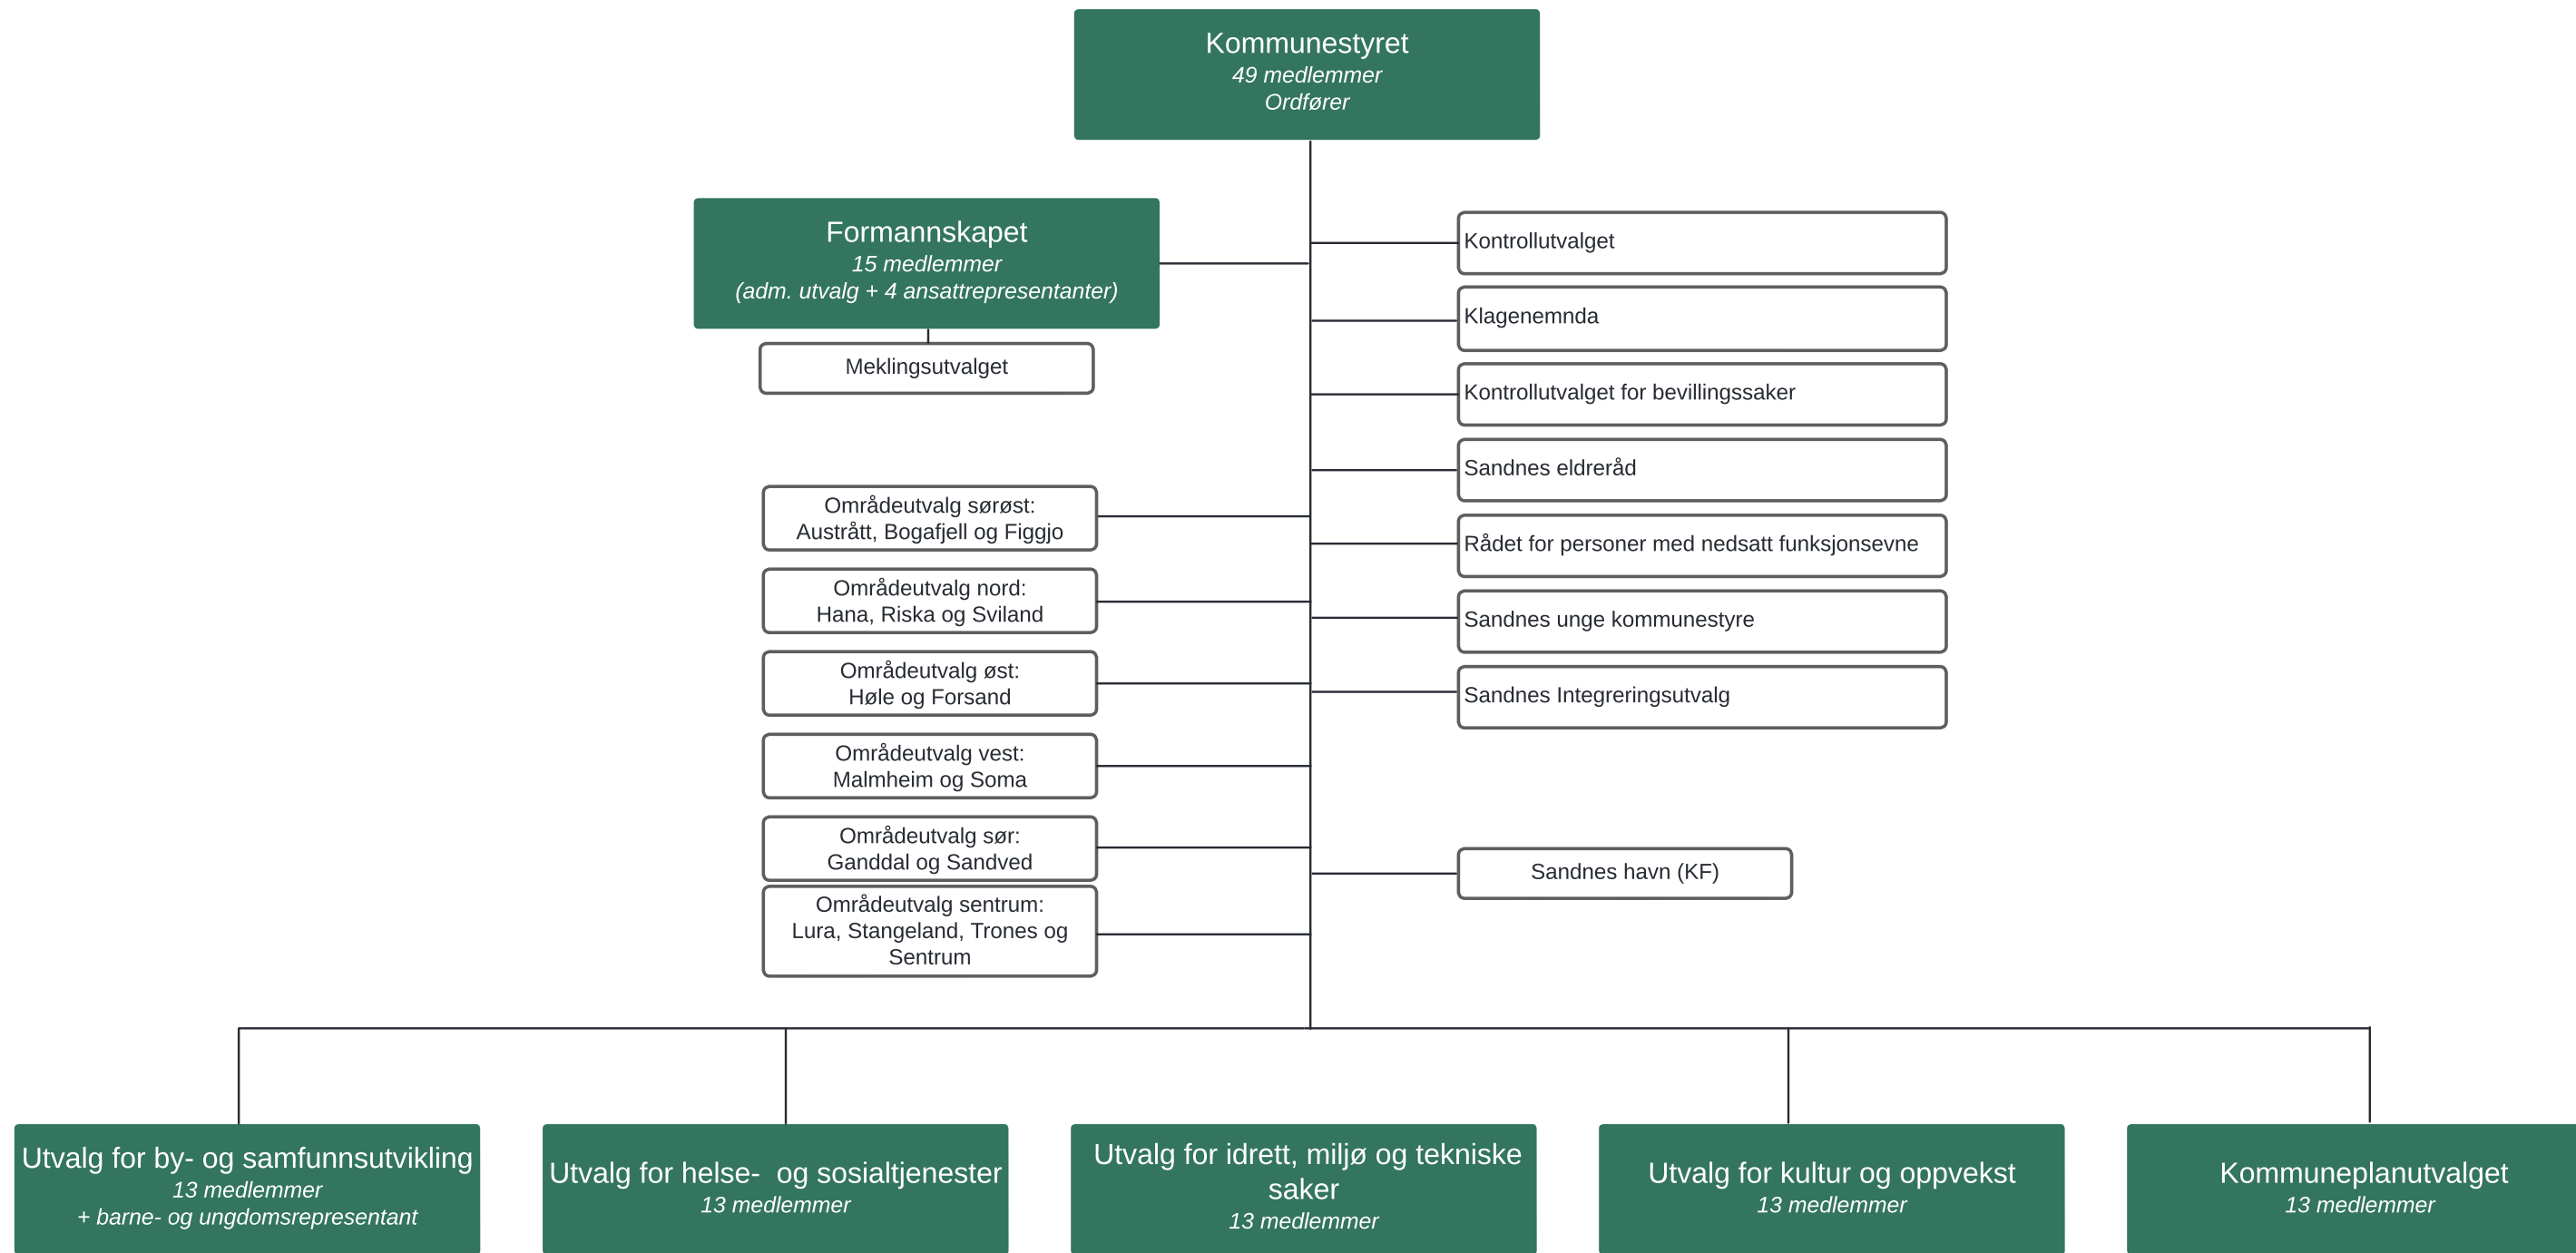 Kommunestyret
49 medlemmer
Ordfører
Formannskapet
15 medlemmer
(adm. utvalg + 4 ansattrepresentanter)
Meklingsutvalget
Kontrollutvalget
Klagenemnda
Kontrollutvalget for bevillingssaker
Sandnes eldreråd
Rådet for personer med nedsatt funksjonsevne
Sandnes unge kommunestyre
Sandnes Integreringsutvalg
Områdeutvalg sørøst:
Austrått, Bogafjell og Figgjo
Områdeutvalg nord:
Hana, Riska og Sviland
Områdeutvalg øst:
Høle og Forsand
Områdeutvalg vest:
Malmheim og Soma
Områdeutvalg sør:
Ganddal og Sandved
Områdeutvalg sentrum:
Lura, Stangeland, Trones og
Sentrum
Sandnes havn (KF)
Utvalg for by- og samfunnsutvikling
13 medlemmer
+ barne- og ungdomsrepresentant
Utvalg for helse-  og sosialtjenester
13 medlemmer
Utvalg for idrett, miljø og tekniske
saker
13 medlemmer
Utvalg for kultur og oppvekst
13 medlemmer
Kommuneplanutvalget
13 medlemmer